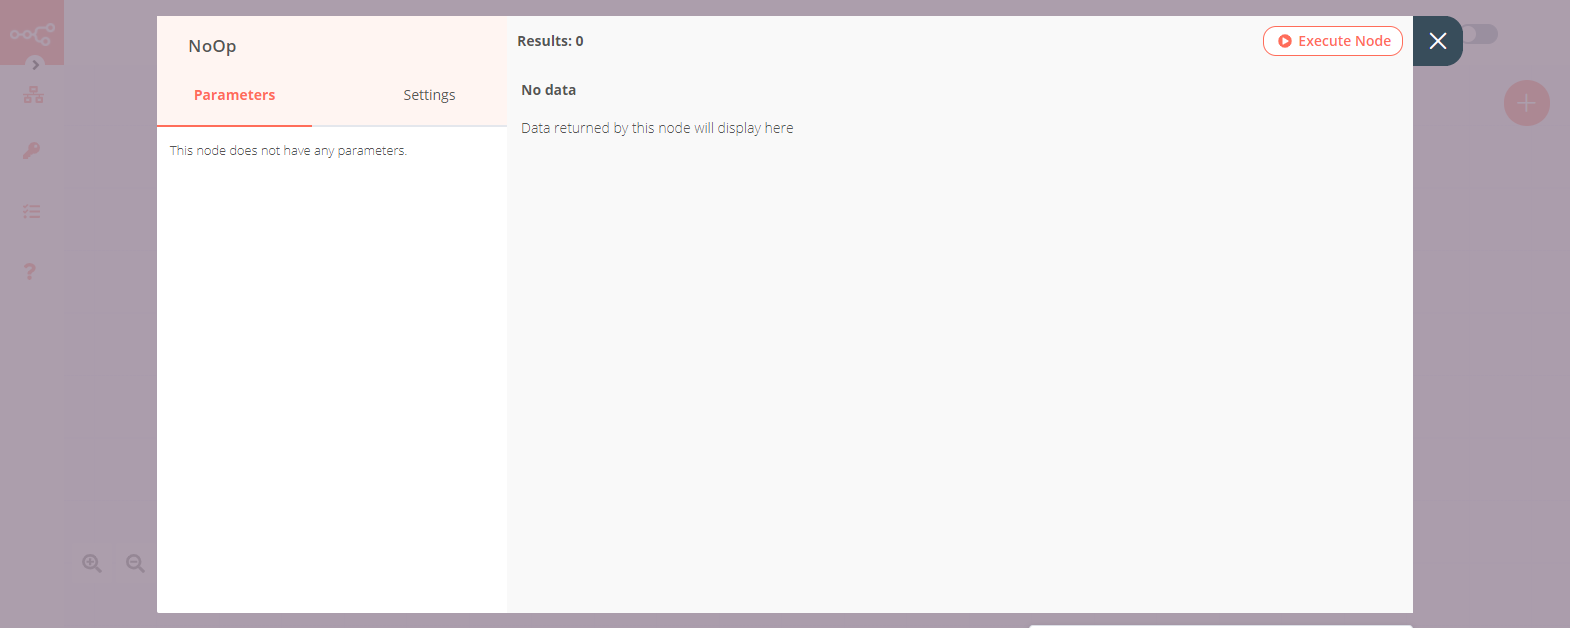 NoOp
Parameters
Settings
This node does not have any parameters.
Results: 0
Execute Node
No data
Data returned by this node will display here